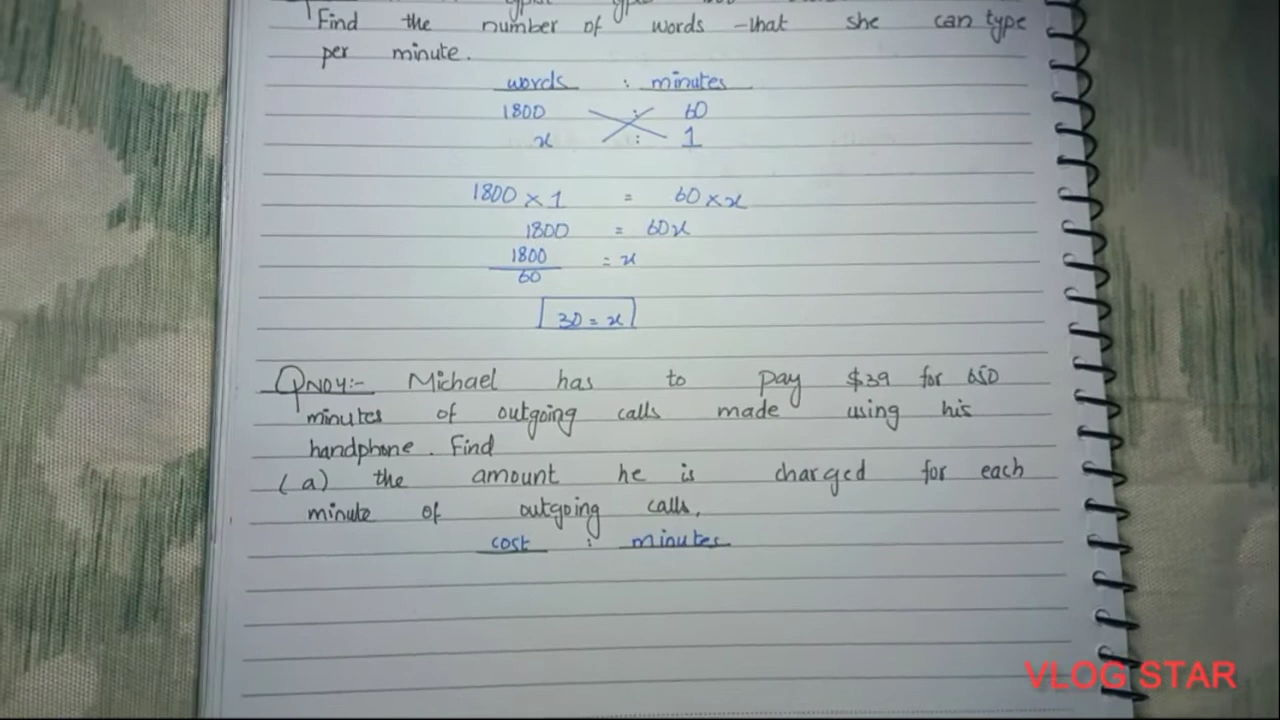 Find the number of words that she can type
per minute.
words : minutes
1800 : 60
x : 1
1800 × 1 = 60 × x
1800 = 60x
1800 = x
60
30 = x
QNO4:- Michael has to pay $39 for 650
minutes of outgoing calls made using his
handphone. Find
(a) the amount he is charged for each
minute of outgoing calls.
cost : minutes
VLOG STAR